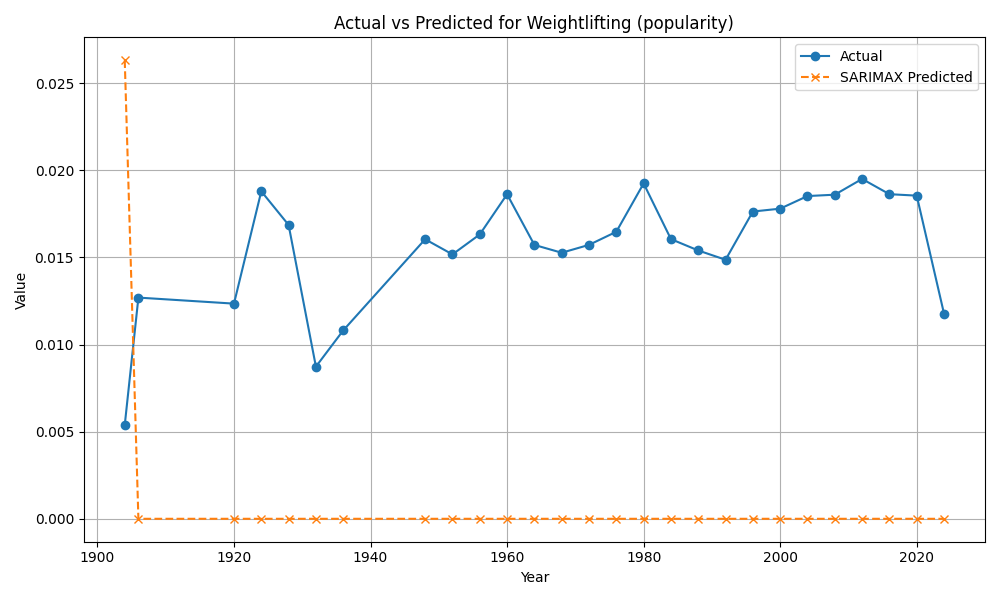 Actual vs Predicted for Weightlifting (popularity)
Actual
SARIMAX Predicted
Value
0.025
0.020
0.015
0.010
0.005
0.000
1900 1920 1940 1960 1980 2000 2020
Year